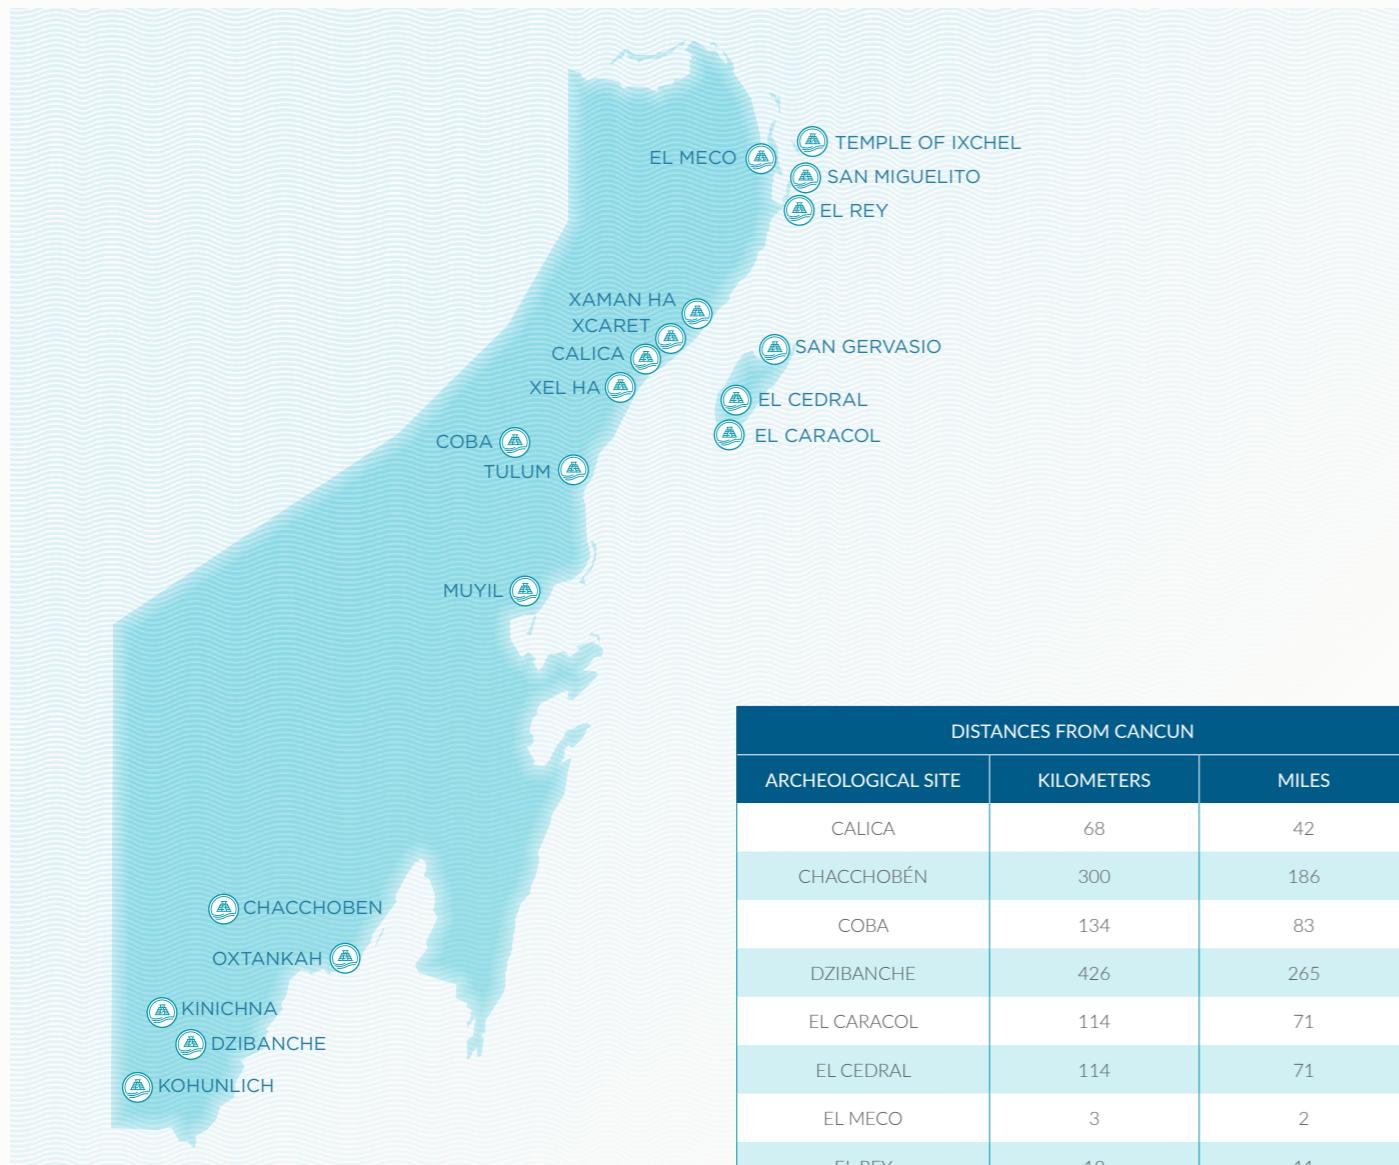 TEMPLE OF IXCHEL
EL MECO
SAN MIGUELITO
EL REY
XAMAN HA
XCARET
CALICA
SAN GERVASIO
XEL HA
EL CEDRAL
EL CARACOL
COBA
TULUM
MUYIL
CHACCHOBEN
OXTANKAH
KINICHNA
DZIBANCHE
KOHUNLICH
DISTANCES FROM CANCUN
ARCHEOLOGICAL SITE KILOMETERS MILES
CALICA 68 42
CHACCHOBÉN 300 186
COBA 134 83
DZIBANCHE 426 265
EL CARACOL 114 71
EL CEDRAL 114 71
EL MECO 3 2
EL REY